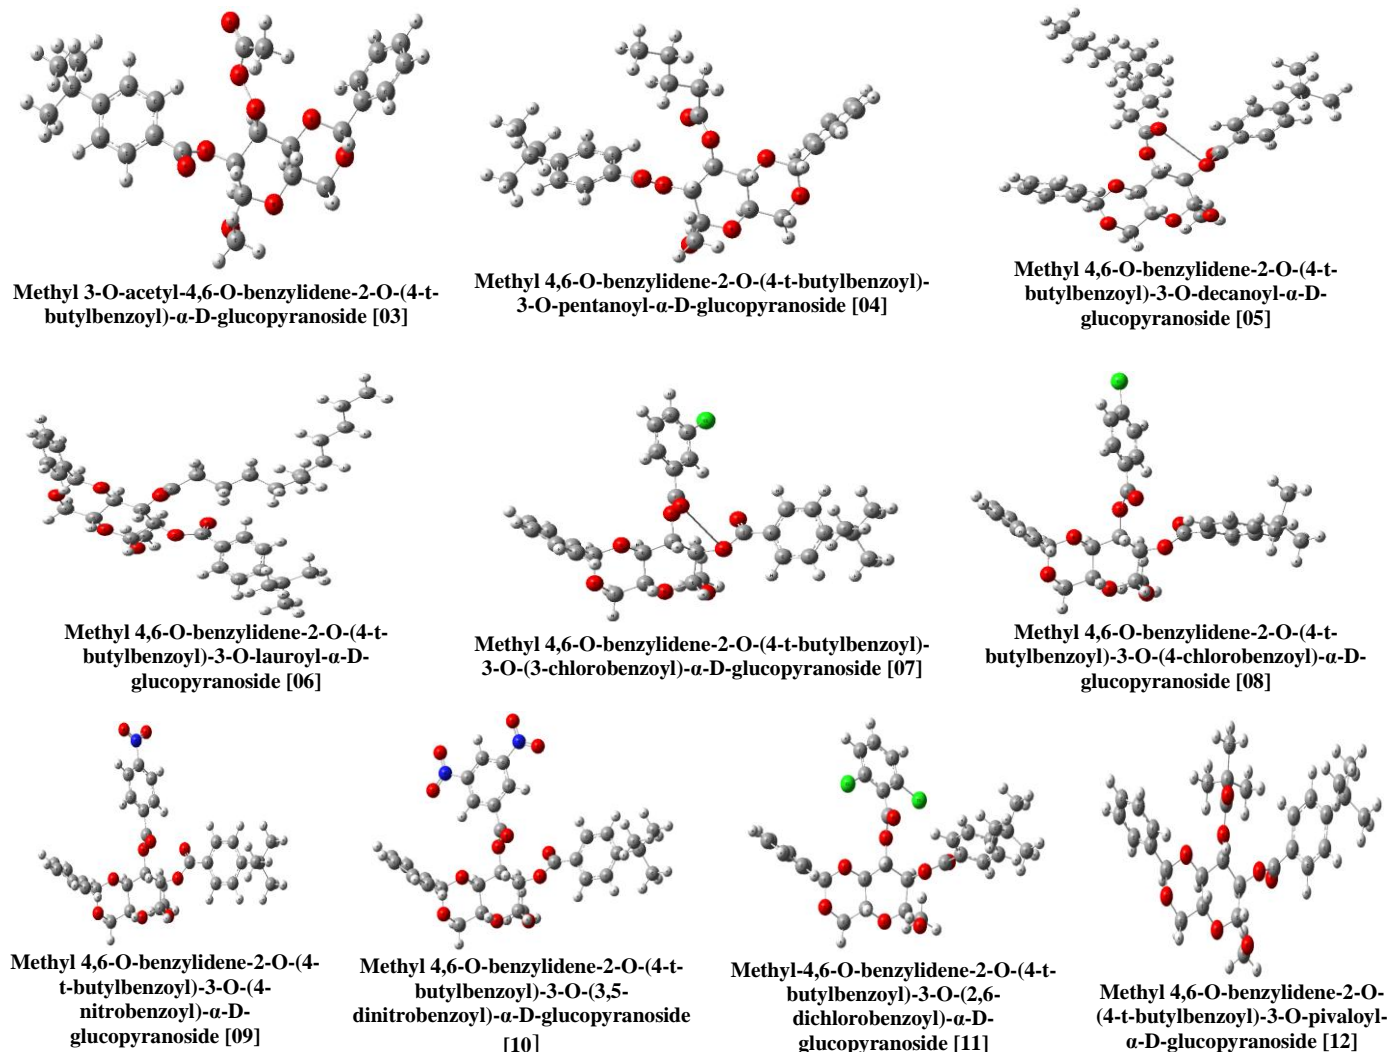 Methyl 3-O-acetyl-4,6-O-benzylidene-2-O-(4-t-
butylbenzoyl)-α-D-glucopyranoside [03]
Methyl 4,6-O-benzylidene-2-O-(4-t-butylbenzoyl)-
3-O-pentanoyl-α-D-glucopyranoside [04]
Methyl 4,6-O-benzylidene-2-O-(4-t-
butylbenzoyl)-3-O-decanoyl-α-D-
glucopyranoside [05]
Methyl 4,6-O-benzylidene-2-O-(4-t-
butylbenzoyl)-3-O-lauroyl-α-D-
glucopyranoside [06]
Methyl 4,6-O-benzylidene-2-O-(4-t-butylbenzoyl)-
3-O-(3-chlorobenzoyl)-α-D-glucopyranoside [07]
Methyl 4,6-O-benzylidene-2-O-(4-t-
butylbenzoyl)-3-O-(4-chlorobenzoyl)-α-D-
glucopyranoside [08]
Methyl 4,6-O-benzylidene-2-O-(4-
t-butylbenzoyl)-3-O-(4-
nitrobenzoyl)-α-D-
glucopyranoside [09]
Methyl 4,6-O-benzylidene-2-O-(4-t-
butylbenzoyl)-3-O-(3,5-
dinitrobenzoyl)-α-D-glucopyranoside
[10]
Methyl-4,6-O-benzylidene-2-O-(4-t-
butylbenzoyl)-3-O-(2,6-
dichlorobenzoyl)-α-D-
glucopyranoside [11]
Methyl 4,6-O-benzylidene-2-O-
(4-t-butylbenzoyl)-3-O-pivaloyl-
α-D-glucopyranoside [12]